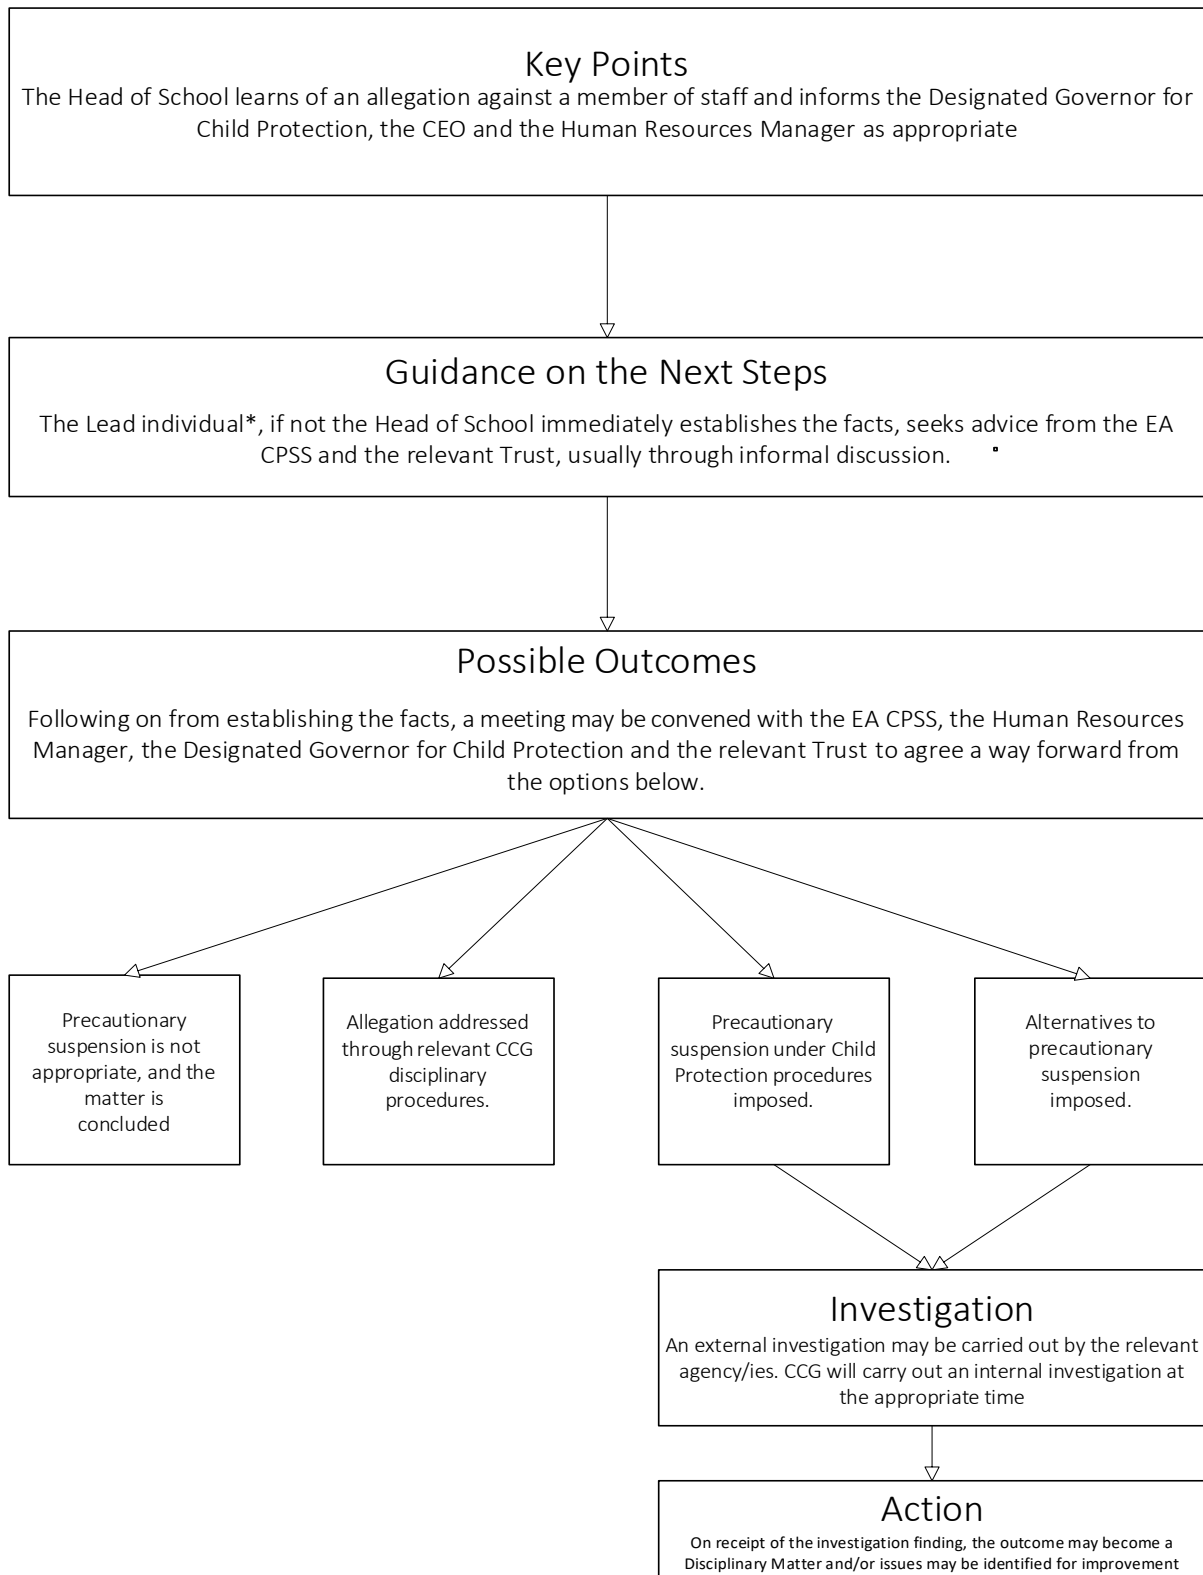 Key Points
The Head of School learns of an allegation against a member of staff and informs the Designated Governor for
Child Protection, the CEO and the Human Resources Manager as appropriate
Guidance on the Next Steps
The Lead individual*, if not the Head of School immediately establishes the facts, seeks advice from the EA
CPSS and the relevant Trust, usually through informal discussion.
Possible Outcomes
Following on from establishing the facts, a meeting may be convened with the EA CPSS, the Human Resources
Manager, the Designated Governor for Child Protection and the relevant Trust to agree a way forward from
the options below.
Precautionary
suspension is not
appropriate, and the
matter is
concluded
Allegation addressed
through relevant CCG
disciplinary
procedures.
Precautionary
suspension under Child
Protection procedures
imposed.
Alternatives to
precautionary
suspension
imposed.
Investigation
An external investigation may be carried out by the relevant
agency/ies. CCG will carry out an internal investigation at
the appropriate time
Action
On receipt of the investigation finding, the outcome may become a
Disciplinary Matter and/or issues may be identified for improvement